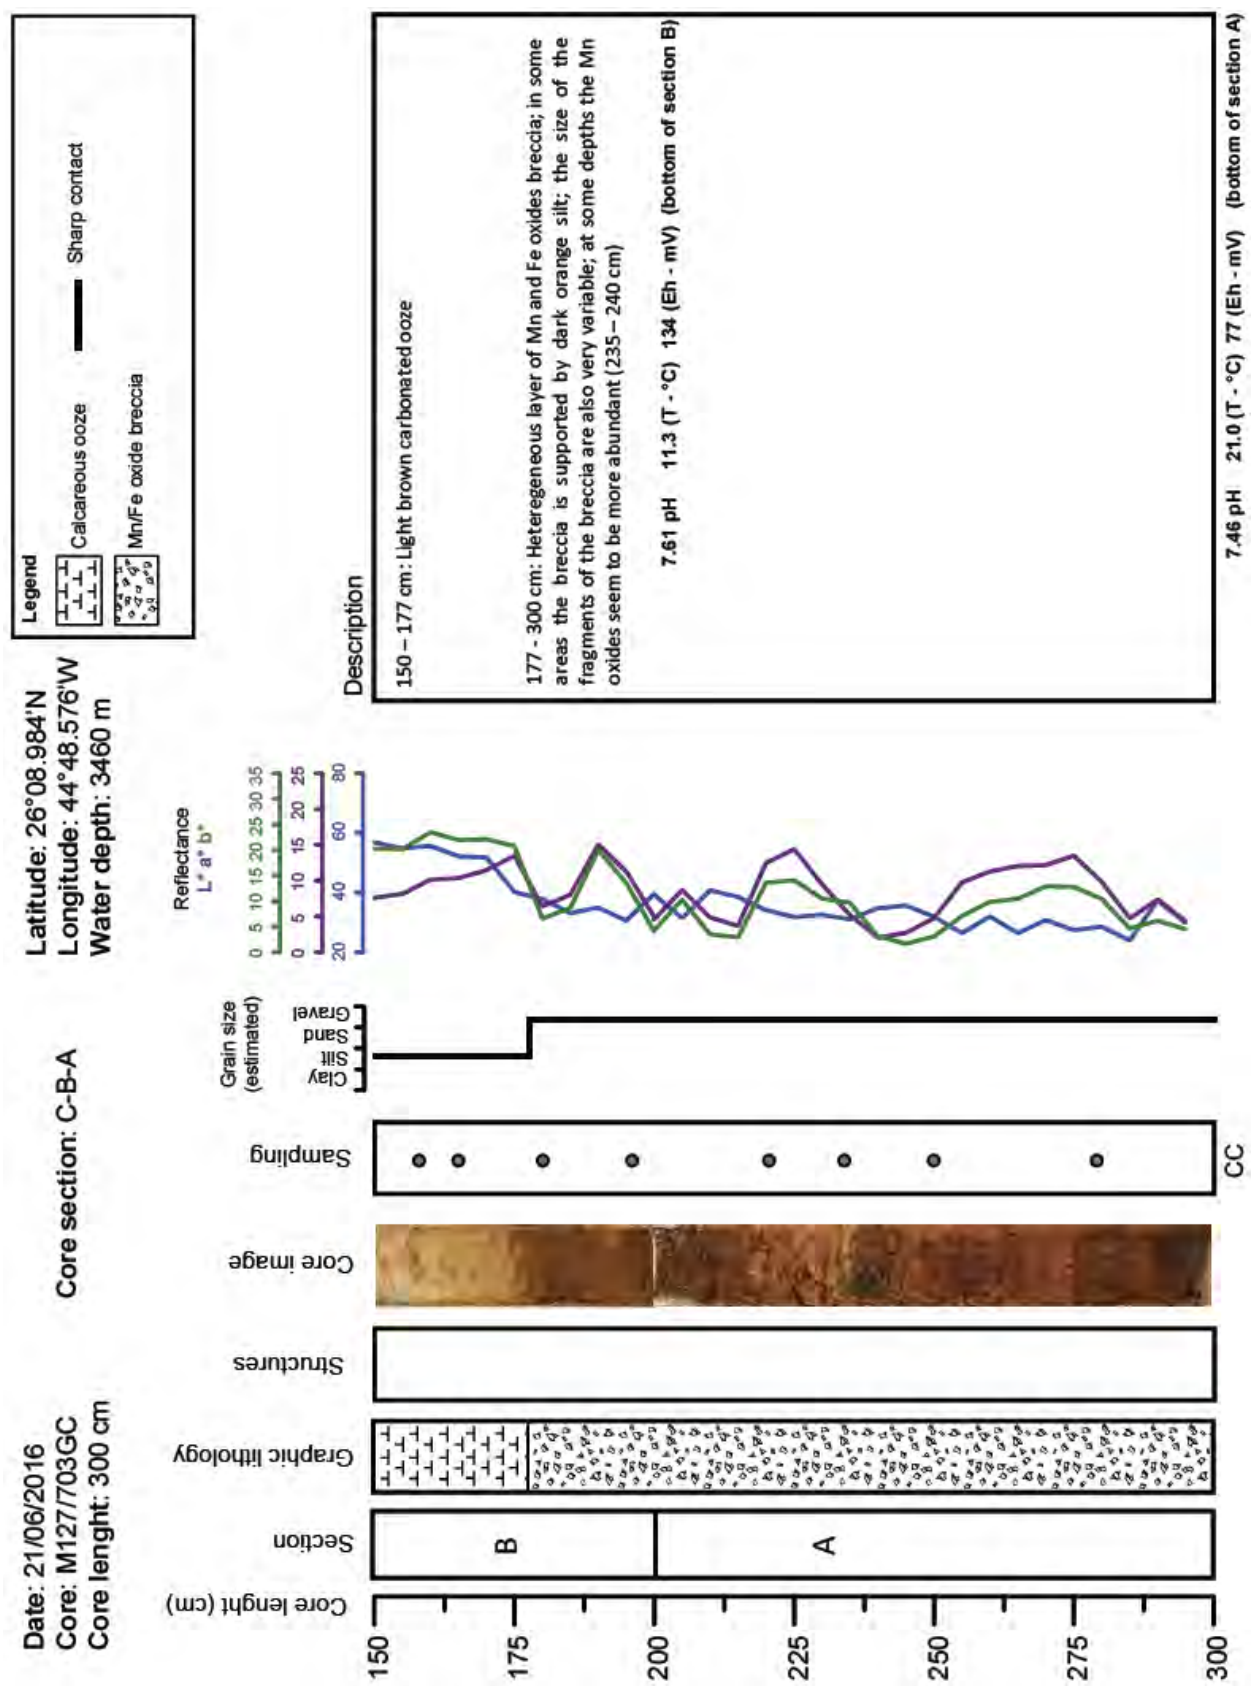 Date: 21/06/2016
Core: M127/703GC
Core lenght: 300 cm
Core section: C-B-A
Latitude: 26°08.984'N
Longitude: 44°48.576'W
Water depth: 3460 m
Legend
Calcareous ooze
Sharp contact
Mn/Fe oxide breccia
Core lenght (cm)
Section
Graphic lithology
Structures
Core image
Sampling
Grain size
(estimated)
Clay
Silt
Sand
Gravel
Reflectance
L* a* b*
0 5 10 15 20 25 30 35
0 5 10 15 20 25
20 40 60 80
Description
150
175
200
225
250
275
300
B
A
CC
150 – 177 cm: Light brown carbonated ooze
177 - 300 cm: Heteregeneous layer of Mn and Fe oxides breccia; in some
areas the breccia is supported by dark orange silt; the size of the
fragments of the breccia are also very variable; at some depths the Mn
oxides seem to be more abundant (235 – 240 cm)
7.61 pH 11.3 (T - °C) 134 (Eh - mV) (bottom of section B)
7.46 pH 21.0 (T - °C) 77 (Eh - mV) (bottom of section A)